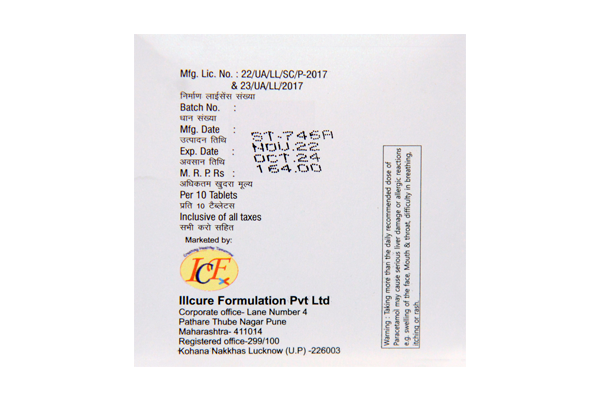 Mfg. Lic. No. : 22/UA/LL/SC/P-2017
& 23/UA/LL/2017
निर्माण लाईसेंस संख्या
Batch No. :
धान संख्या
Mfg. Date : ST-746A
उत्पादन तिथि NOV.22
Exp. Date : OCT.24
अवसान तिथि
M. R. P. Rs : 164.00
अधिकतम खुदरा मूल्य
Per 10 Tablets
प्रति 10 टैब्लेटस
Inclusive of all taxes
सभी करो सहित
Marketed by:
ICF
Illcure Formulation Pvt Ltd
Corporate office- Lane Number 4
Pathare Thube Nagar Pune
Maharashtra- 411014
Registered office-299/100
Kohana Nakkhas Lucknow (U.P) -226003
Warning : Taking more than the daily recommended dose of
Paracetamol may cause serious liver damage or allergic reactions
e.g. swelling of the face, Mouth & throat, difficulty in breathing,
itching or rash.